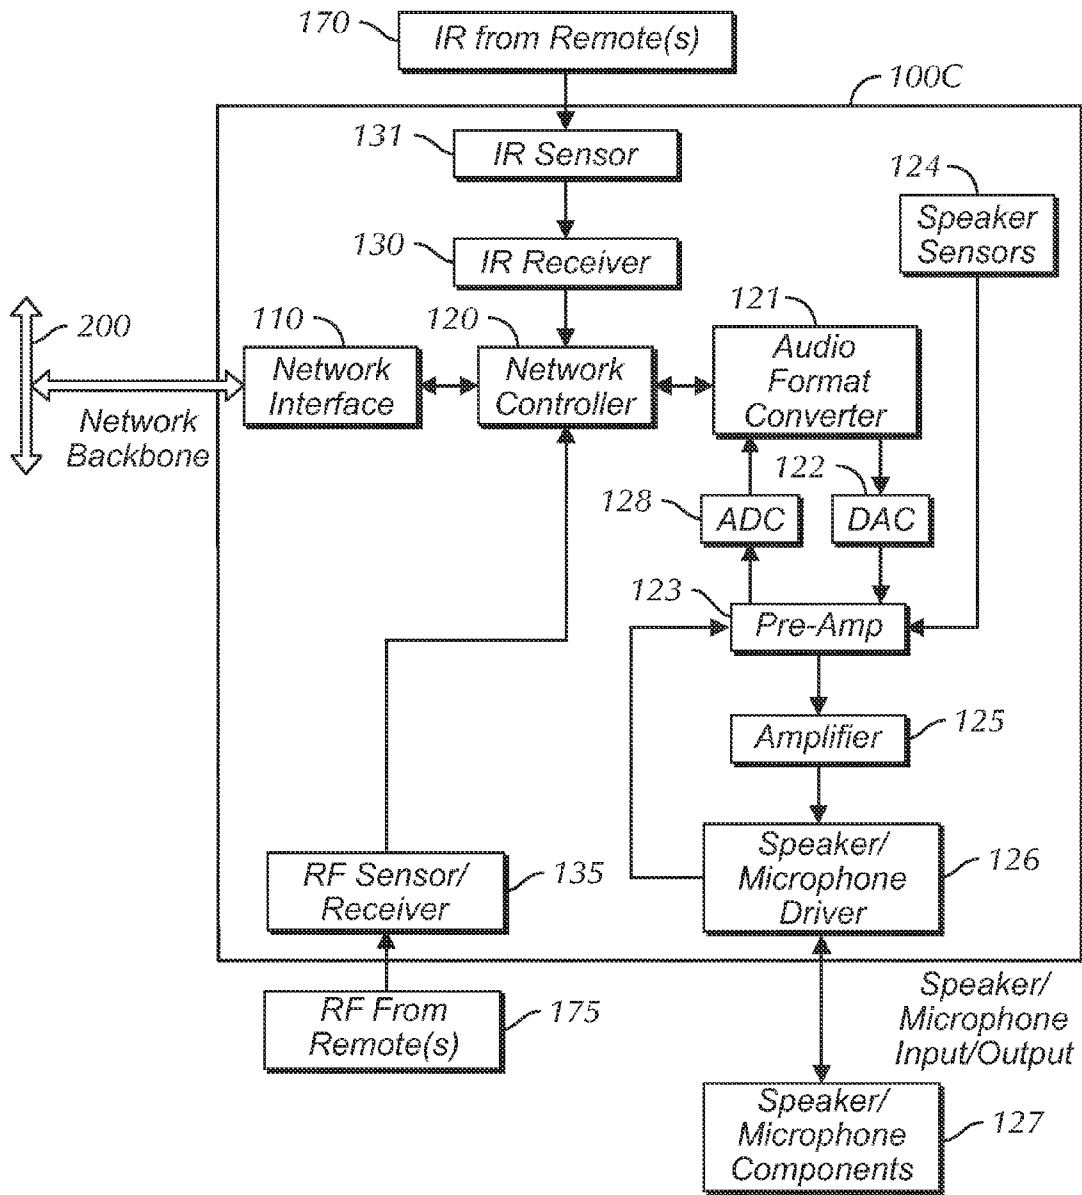 170
IR from Remote(s)
100C
131
IR Sensor
124
Speaker
Sensors
130
IR Receiver
200
110
120
121
Network
Interface
Network
Controller
Audio
Format
Converter
Network
Backbone
128
ADC
122
DAC
123
Pre-Amp
Amplifier
125
RF Sensor/
Receiver
135
Speaker/
Microphone
Driver
126
RF From
Remote(s)
175
Speaker/
Microphone
Input/Output
Speaker/
Microphone
Components
127